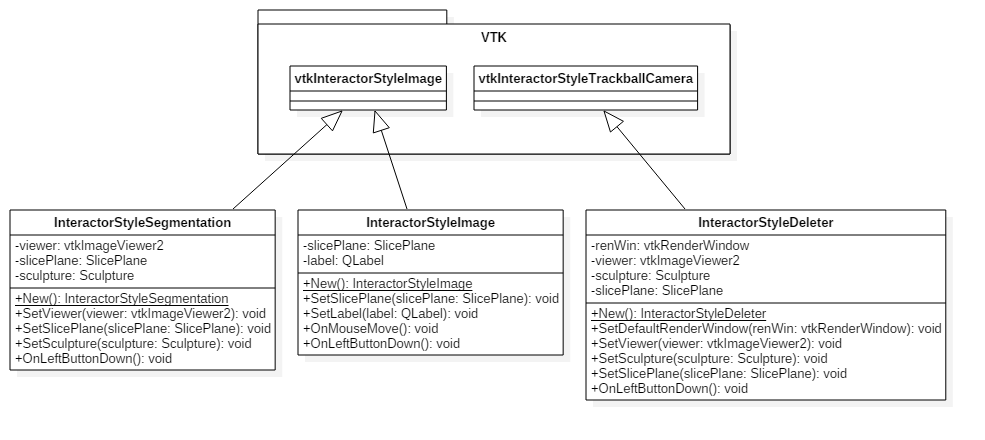 VTK
vtkInteractorStyleImage
vtkInteractorStyleTrackballCamera
InteractorStyleSegmentation
-viewer: vtkImageViewer2
-slicePlane: SlicePlane
-sculpture: Sculpture
+New(): InteractorStyleSegmentation
+SetViewer(viewer: vtkImageViewer2): void
+SetSlicePlane(slicePlane: SlicePlane): void
+SetSculpture(sculpture: Sculpture): void
+OnLeftButtonDown(): void
InteractorStyleImage
-slicePlane: SlicePlane
-label: QLabel
+New(): InteractorStyleImage
+SetSlicePlane(slicePlane: SlicePlane): void
+SetLabel(label: QLabel): void
+OnMouseMove(): void
+OnLeftButtonDown(): void
InteractorStyleDeleter
-renWin: vtkRenderWindow
-viewer: vtkImageViewer2
-sculpture: Sculpture
-slicePlane: SlicePlane
+New(): InteractorStyleDeleter
+SetDefaultRenderWindow(renWin: vtkRenderWindow): void
+SetViewer(viewer: vtkImageViewer2): void
+SetSculpture(sculpture: Sculpture): void
+SetSlicePlane(slicePlane: SlicePlane): void
+OnLeftButtonDown(): void